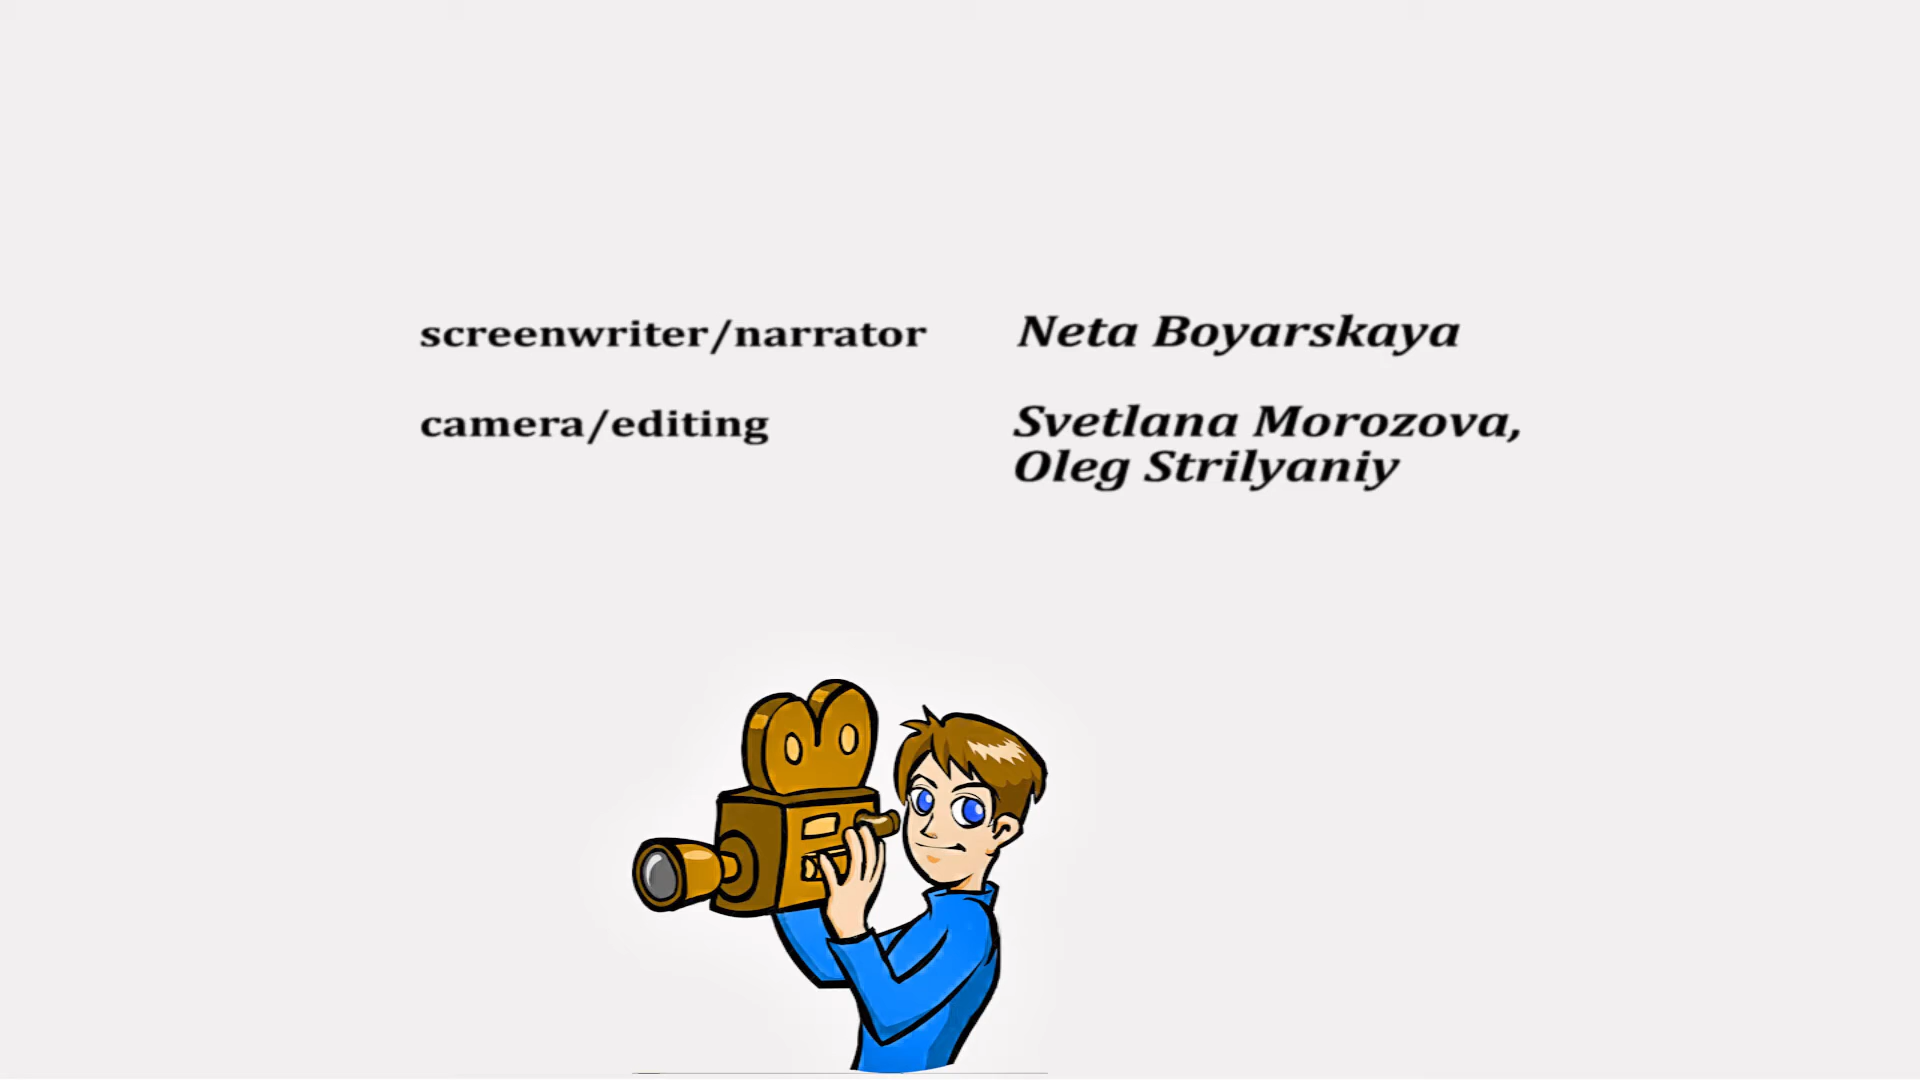 screenwriter/narrator Neta Boyarskaya
camera/editing Svetlana Morozova,
Oleg Strilyaniy